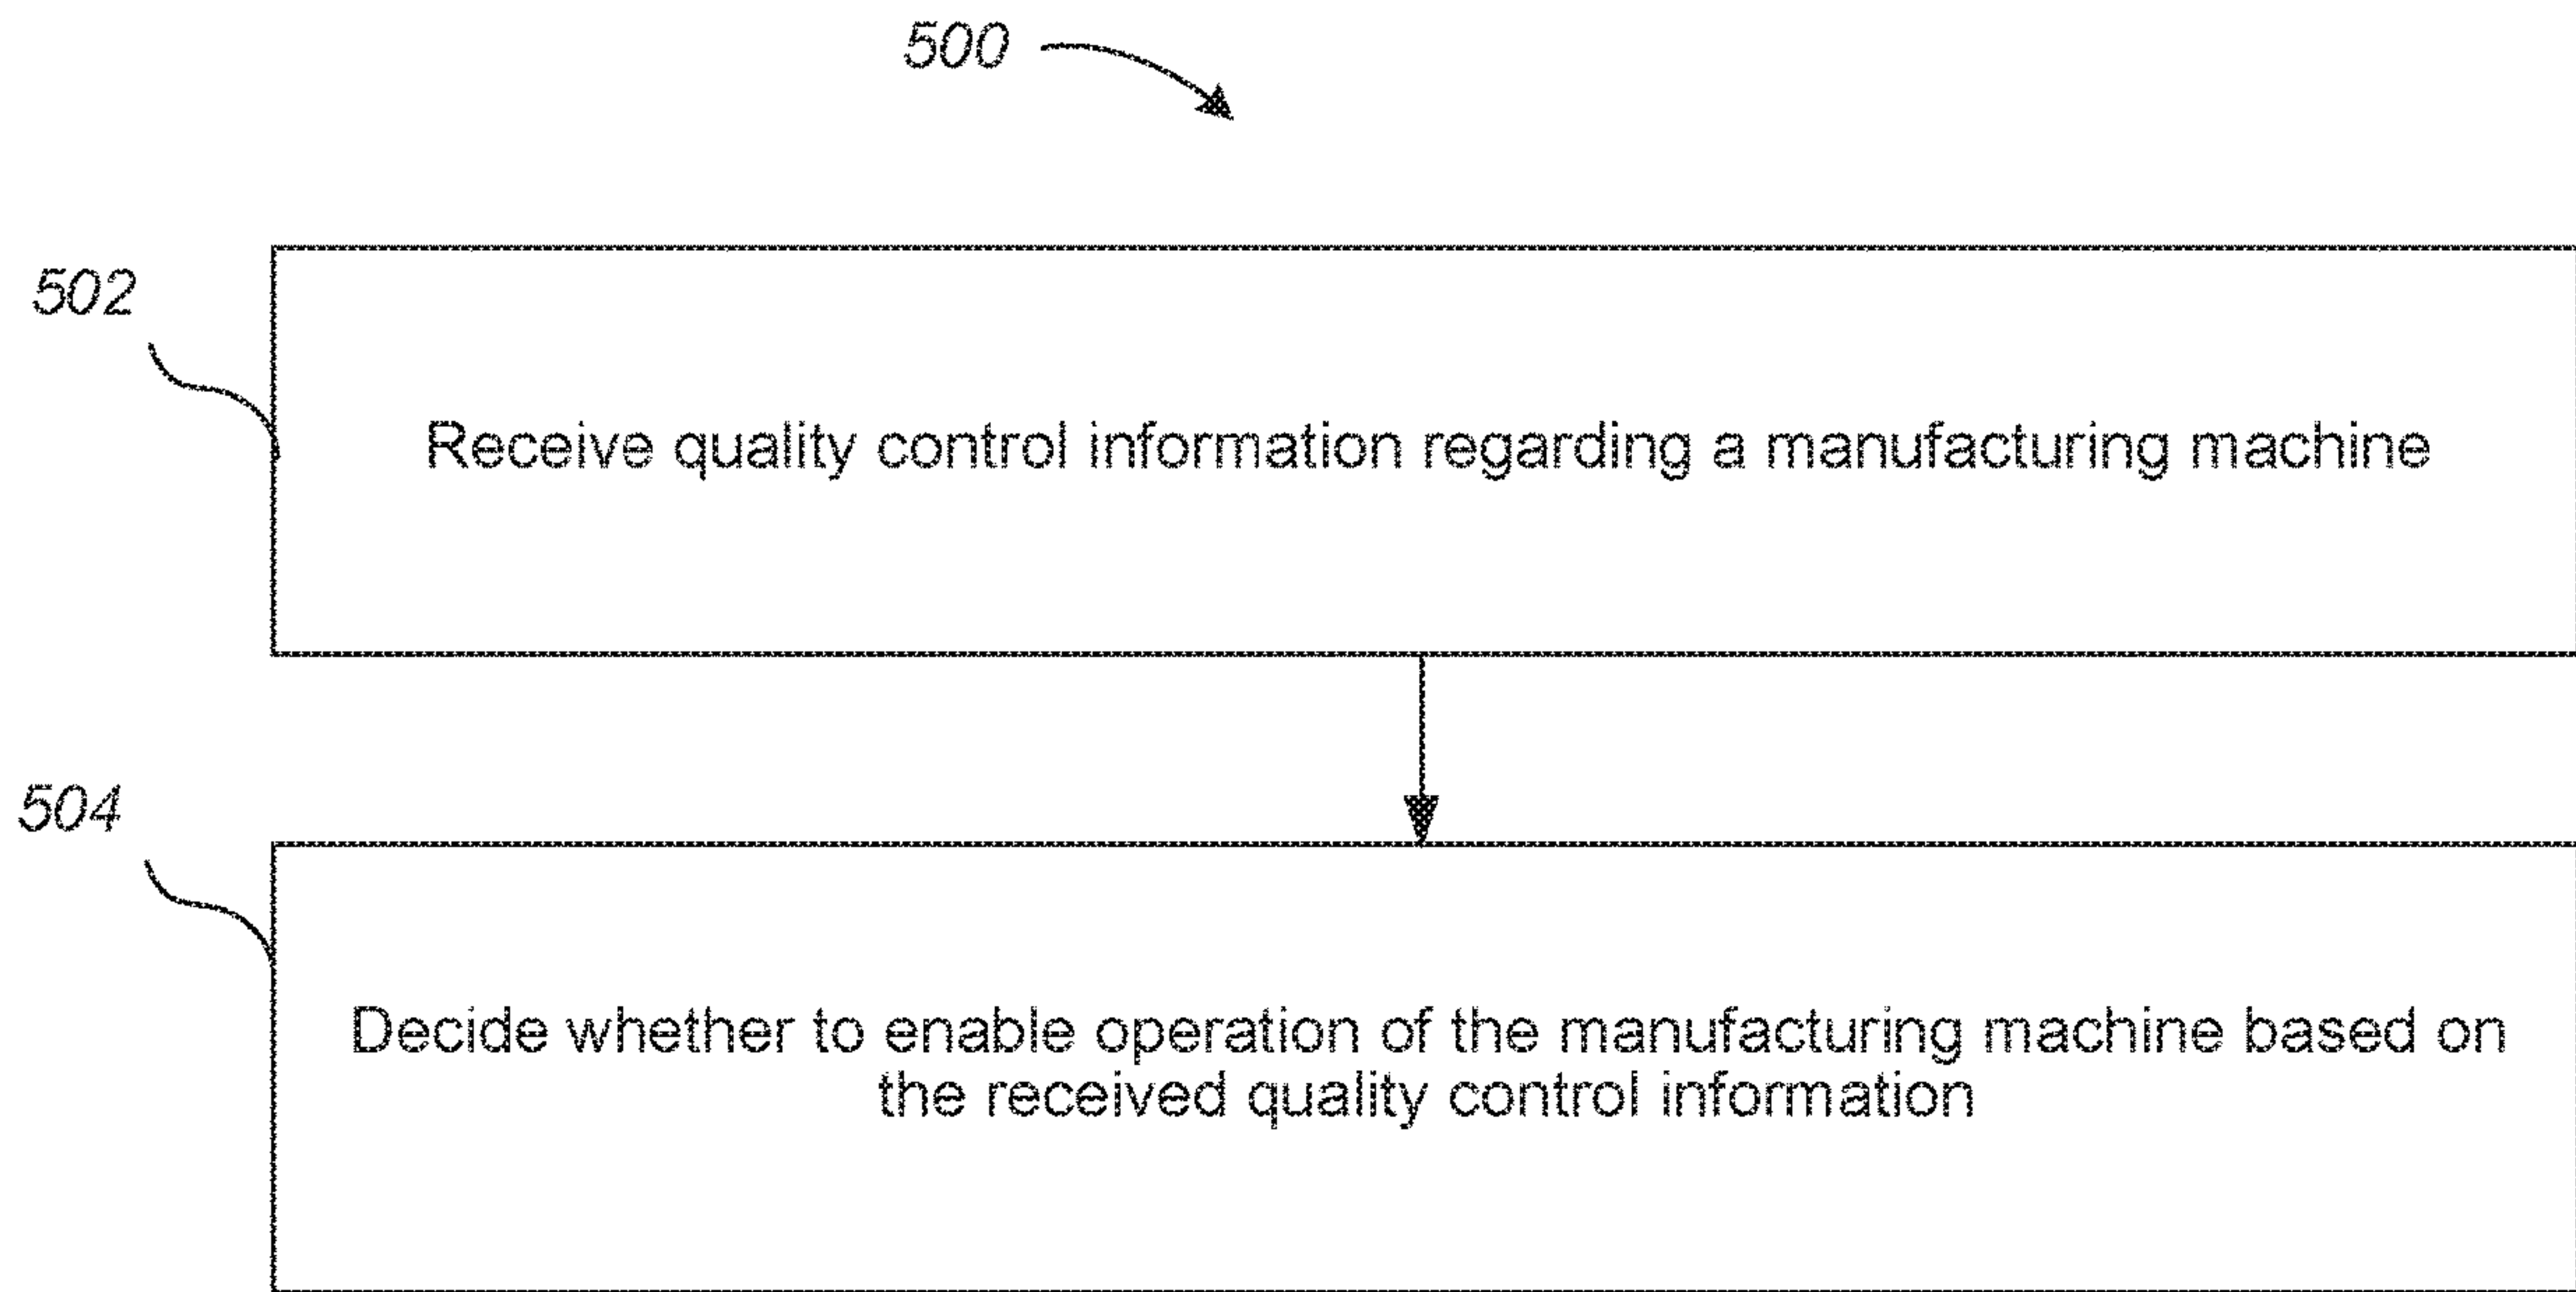 500
502
Receive quality control information regarding a manufacturing machine
504
Decide whether to enable operation of the manufacturing machine based on
the received quality control information